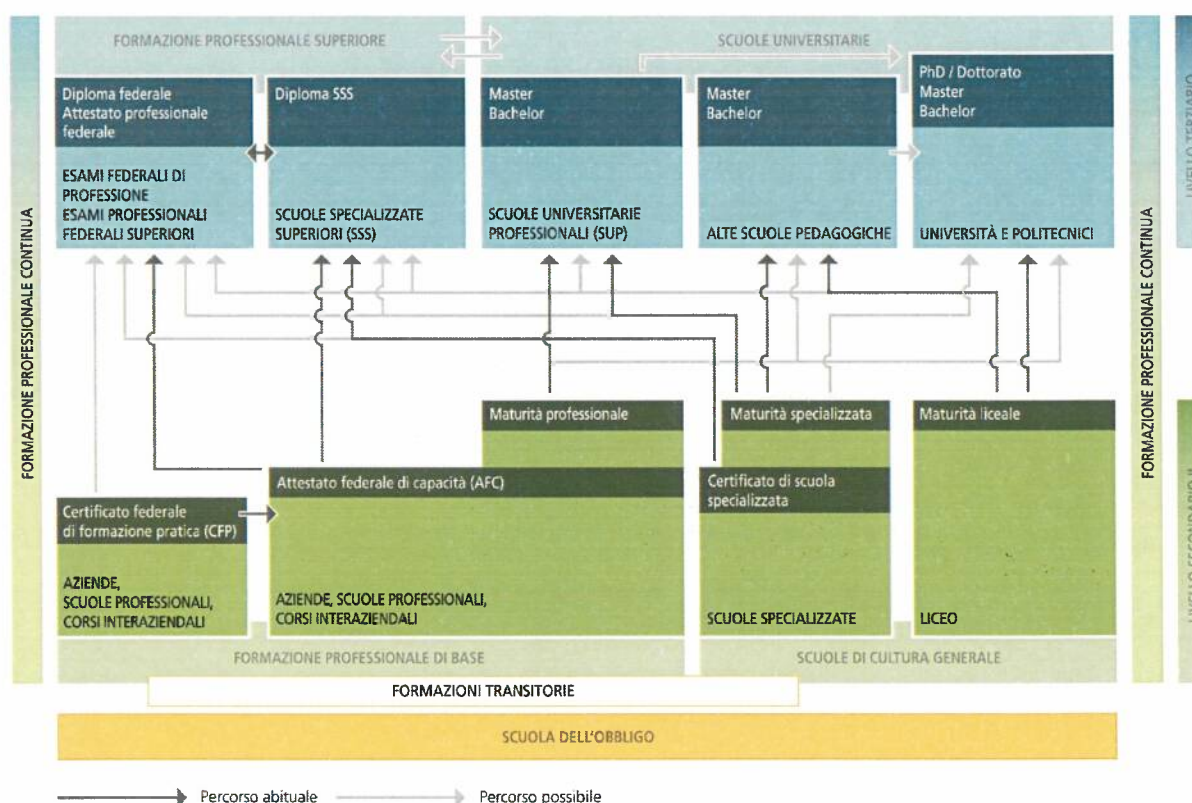 FORMAZIONE PROFESSIONALE SUPERIORE
SCUOLE UNIVERSITARIE
Diploma federale
Attestato professionale
federale
ESAMI FEDERALI DI
PROFESSIONE
ESAMI PROFESSIONALI
FEDERALI SUPERIORI
Diploma SSS
SCUOLE SPECIALIZZATE
SUPERIORI (SSS)
Master
Bachelor
SCUOLE UNIVERSITARIE
PROFESSIONALI (SUP)
Master
Bachelor
ALTE SCUOLE PEDAGOGICHE
PhD / Dottorato
Master
Bachelor
UNIVERSITÀ E POLITECNICI
FORMAZIONE PROFESSIONALE CONTINUA
FORMAZIONE PROFESSIONALE CONTINUA
LIVELLO TERZIARIO
Maturità professionale
Maturità specializzata
Maturità liceale
Attestato federale di capacità (AFC)
Certificato di scuola
specializzata
Certificato federale
di formazione pratica (CFP)
AZIENDE,
SCUOLE PROFESSIONALI,
CORSI INTERAZIENDALI
AZIENDE, SCUOLE PROFESSIONALI,
CORSI INTERAZIENDALI
SCUOLE SPECIALIZZATE
LICEO
LIVELLO SECONDARIO II
FORMAZIONE PROFESSIONALE DI BASE
SCUOLE DI CULTURA GENERALE
FORMAZIONI TRANSITORIE
SCUOLA DELL'OBBLIGO
Percorso abituale
Percorso possibile